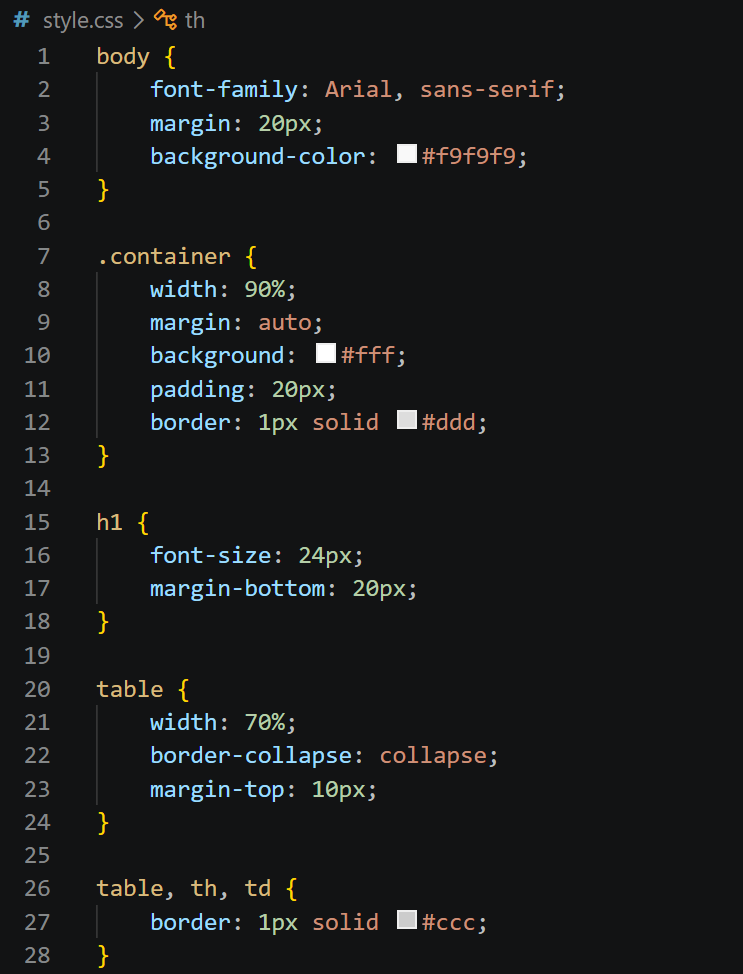 # style.css > th
1 body {
2     font-family: Arial, sans-serif;
3     margin: 20px;
4     background-color: #f9f9f9;
5 }
6
7 .container {
8     width: 90%;
9     margin: auto;
10     background: #fff;
11     padding: 20px;
12     border: 1px solid #ddd;
13 }
14
15 h1 {
16     font-size: 24px;
17     margin-bottom: 20px;
18 }
19
20 table {
21     width: 70%;
22     border-collapse: collapse;
23     margin-top: 10px;
24 }
25
26 table, th, td {
27     border: 1px solid #ccc;
28 }